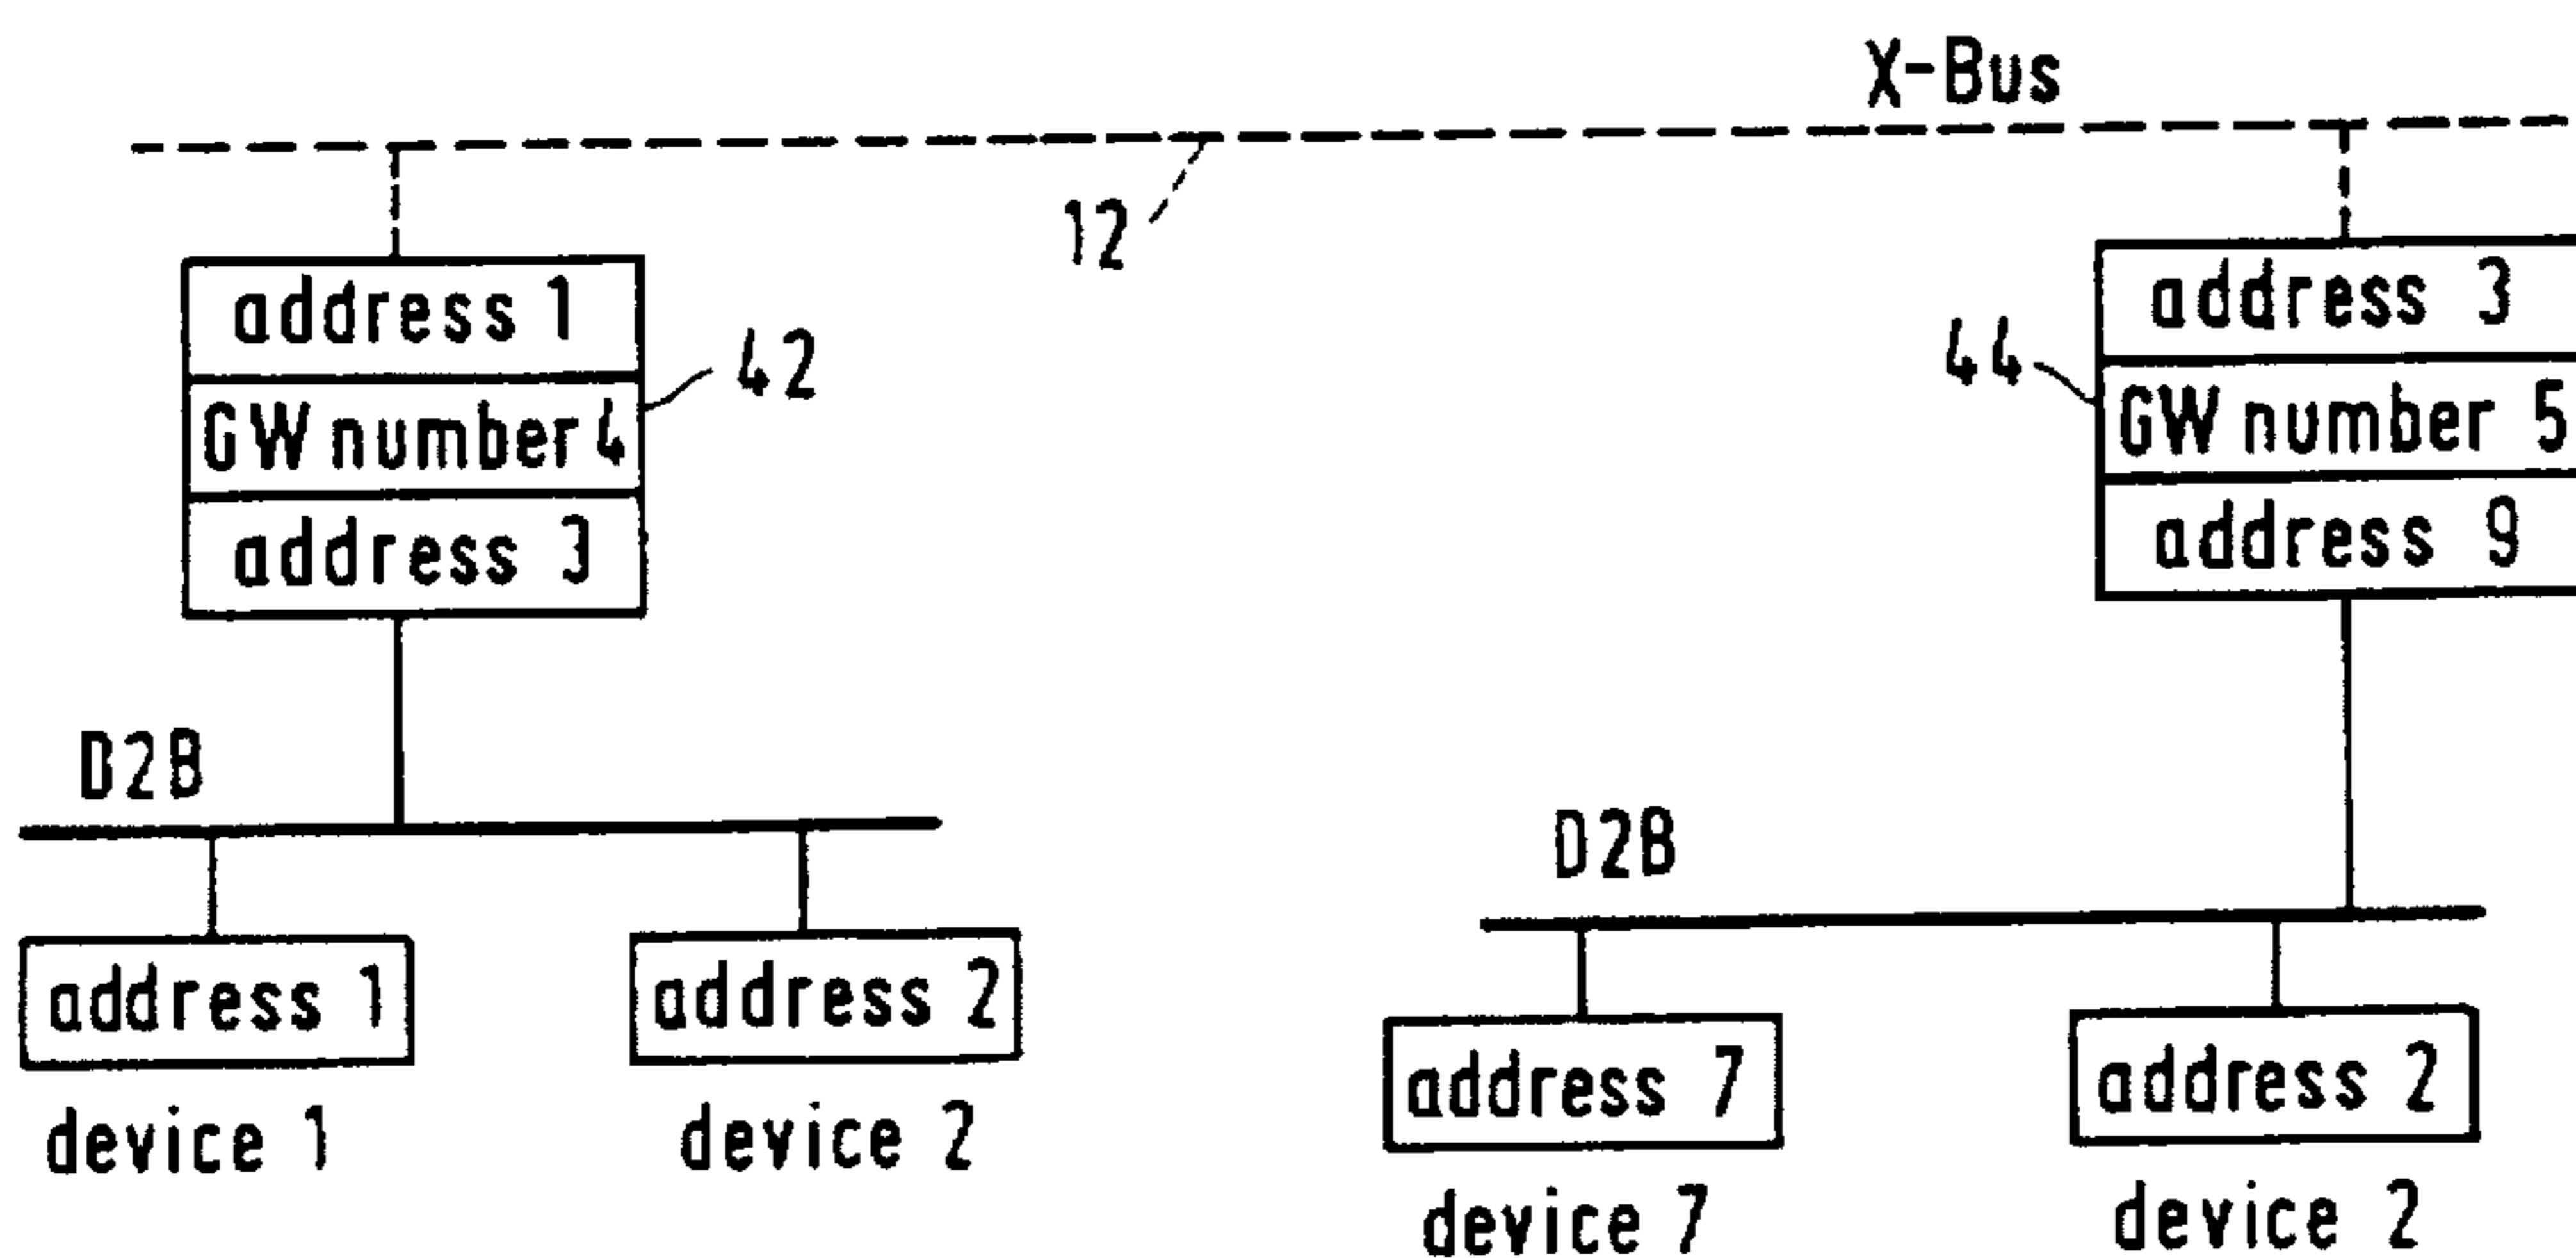 X-Bus
12
address 1
GW number 4
address 3
42
44
address 3
GW number 5
address 9
D2B
address 1
device 1
address 2
device 2
D2B
address 7
device 7
address 2
device 2